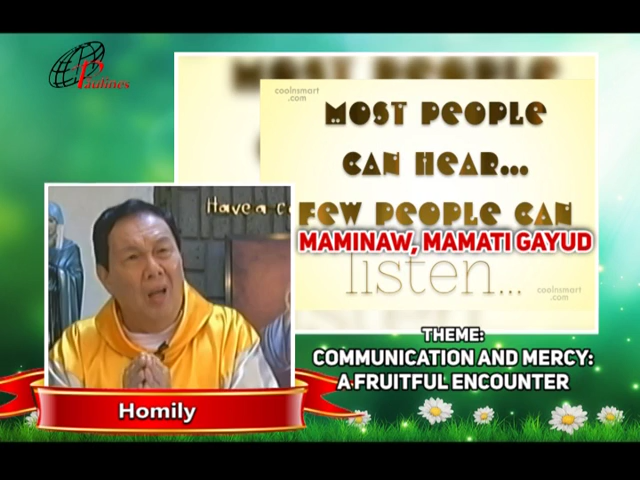 Paulines
coolnsmart
.com
MOST PEOPLE
CAN HEAR...
FEW PEOPLE CAN
MAMINAW, MAMATI GAYUD
listen...
coolnsmart
.com
Have a c
THEME:
COMMUNICATION AND MERCY:
A FRUITFUL ENCOUNTER
Homily